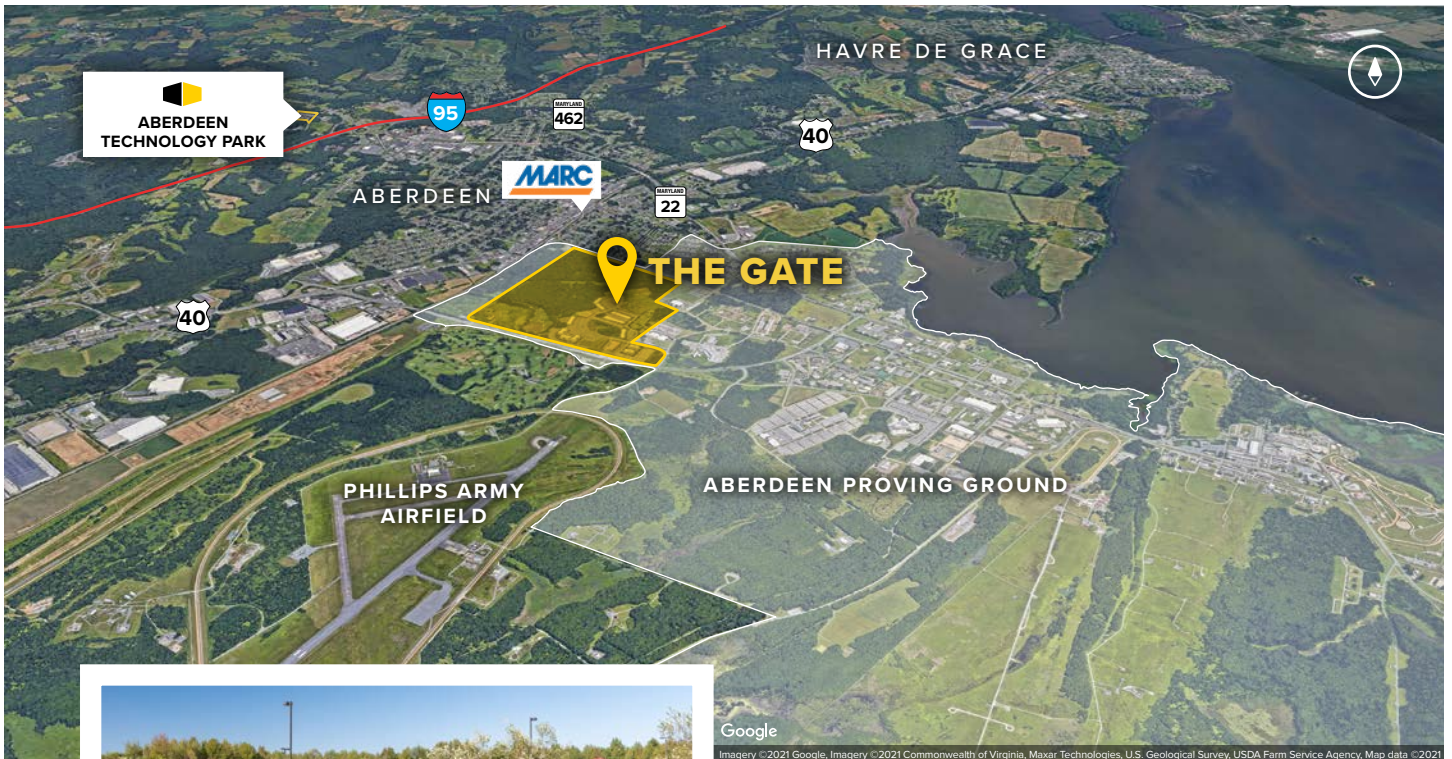 HAVRE DE GRACE
ABERDEEN
TECHNOLOGY PARK
95
MARYLAND
462
40
MARC
ABERDEEN
MARYLAND
22
THE GATE
40
PHILLIPS ARMY
AIRFIELD
ABERDEEN PROVING GROUND
Google
Imagery ©2021 Google, Imagery ©2021 Commonwealth of Virginia, Maxar Technologies, U.S. Geological Survey, USDA Farm Service Agency, Map data ©2021